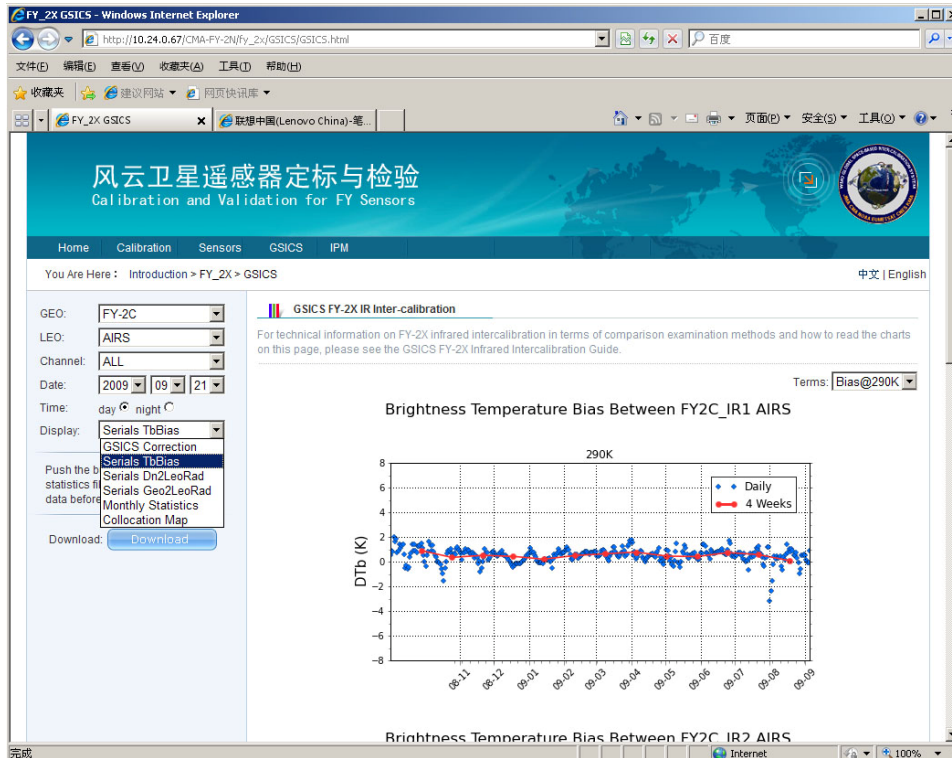 FY_2X GSICS - Windows Internet Explorer
http://10.24.0.67/CMA-FY-2N/fy_2x/GSICS/GSICS.html
百度
文件(F) 编辑(E) 查看(V) 收藏夹(A) 工具(T) 帮助(H)
收藏夹 建议网站 网页快讯库
FY_2X GSICS 联想中国(Lenovo China)-笔... 页面(P) 安全(S) 工具(O)
风云卫星遥感器定标与检验
Calibration and Validation for FY Sensors
Home Calibration Sensors GSICS IPM
You Are Here： Introduction > FY_2X > GSICS 中文 | English
GEO: FY-2C
LEO: AIRS
Channel: ALL
Date: 2009 09 21
Time: day night
Display: Serials TbBias
GSICS Correction
Serials TbBias
Serials Dn2LeoRad
Serials Geo2LeoRad
Monthly Statistics
Collocation Map
Push the b
statistics fi
data before
Download: Download
GSICS FY-2X IR Inter-calibration
For technical information on FY-2X infrared intercalibration in terms of comparison examination methods and how to read the charts
on this page, please see the GSICS FY-2X Infrared Intercalibration Guide.
Terms: Bias@290K
Brightness Temperature Bias Between FY2C_IR1 AIRS
290K
Daily
4 Weeks
DTb (K)
8
4
2
0
−2
−4
−6
−8
08-11 08-12 09-01 09-02 09-03 09-04 09-05 09-06 09-07 09-08 09-09
Brightness Temperature Bias Between FY2C_IR2 AIRS
完成 Internet 100%